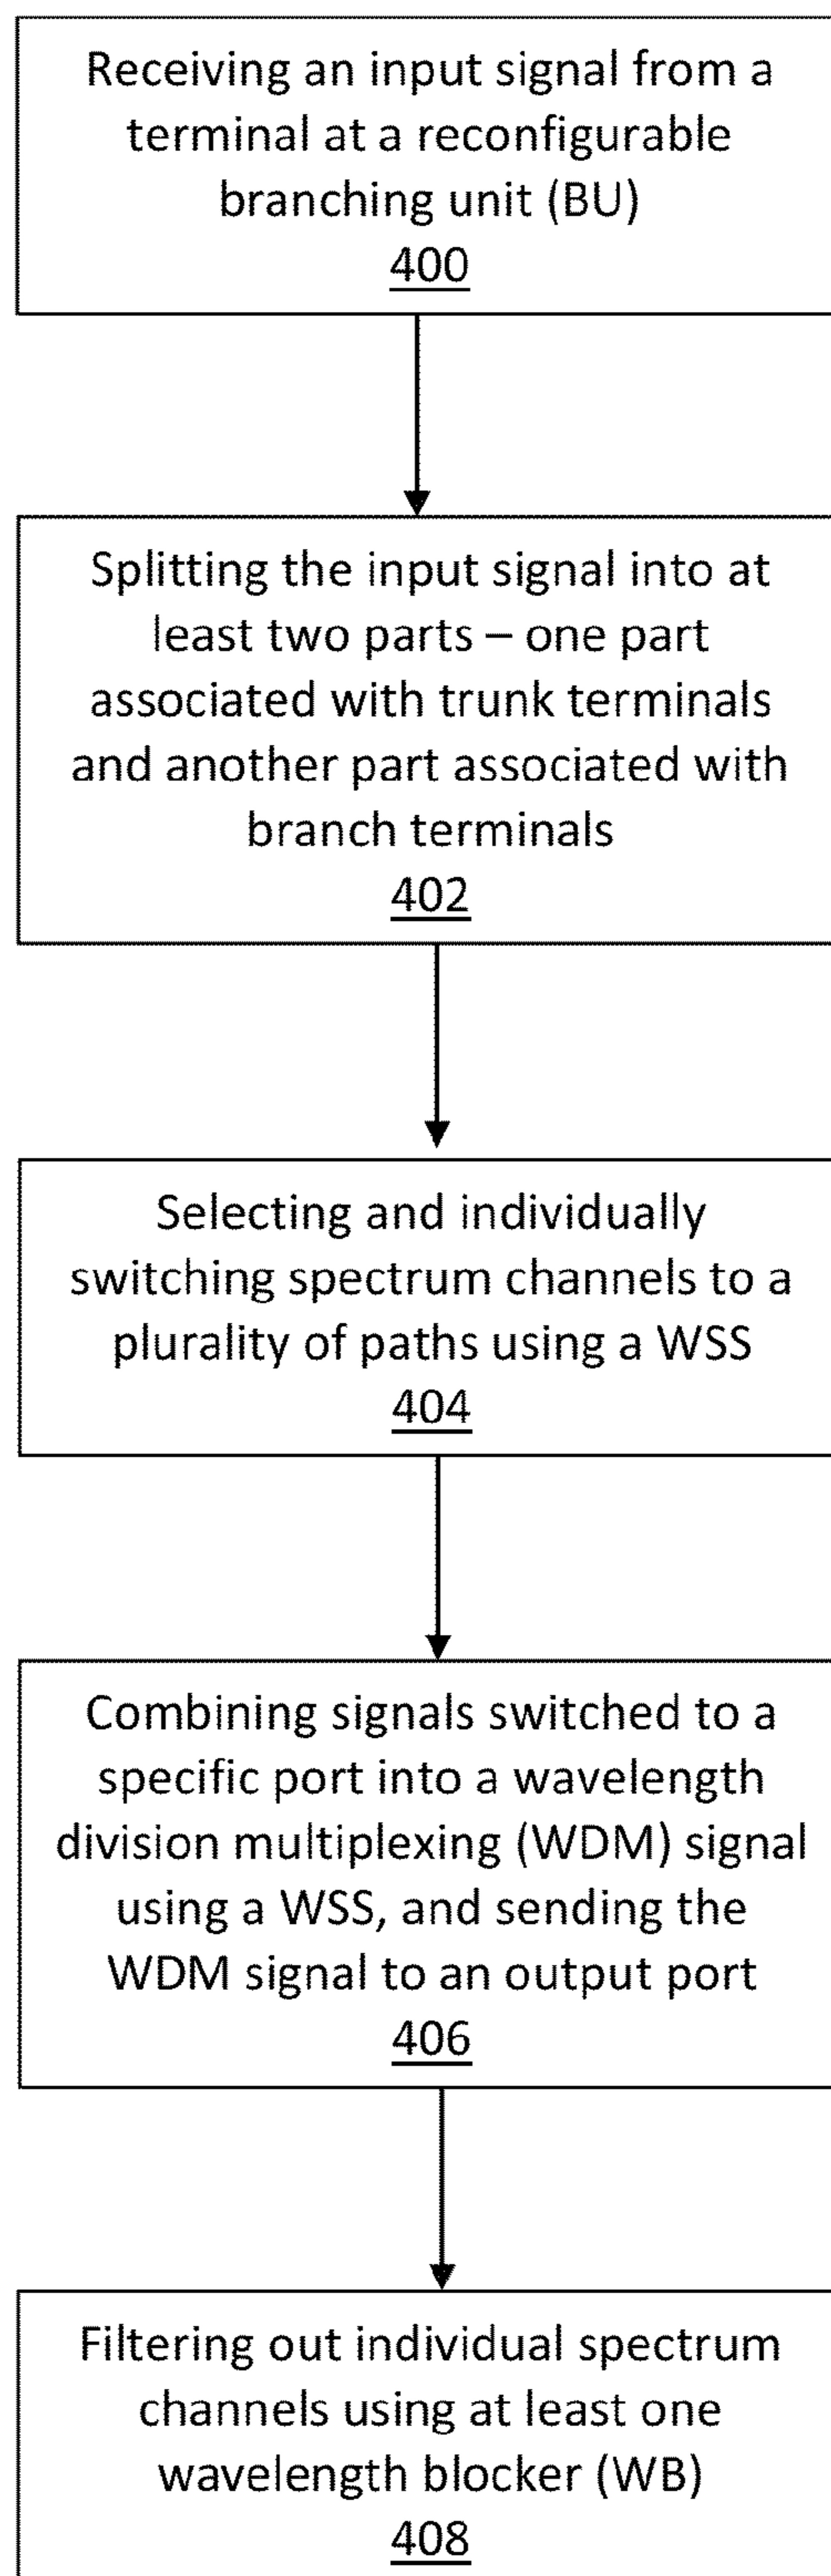 Receiving an input signal from a
terminal at a reconfigurable
branching unit (BU)
400
Splitting the input signal into at
least two parts – one part
associated with trunk terminals
and another part associated with
branch terminals
402
Selecting and individually
switching spectrum channels to a
plurality of paths using a WSS
404
Combining signals switched to a
specific port into a wavelength
division multiplexing (WDM) signal
using a WSS, and sending the
WDM signal to an output port
406
Filtering out individual spectrum
channels using at least one
wavelength blocker (WB)
408